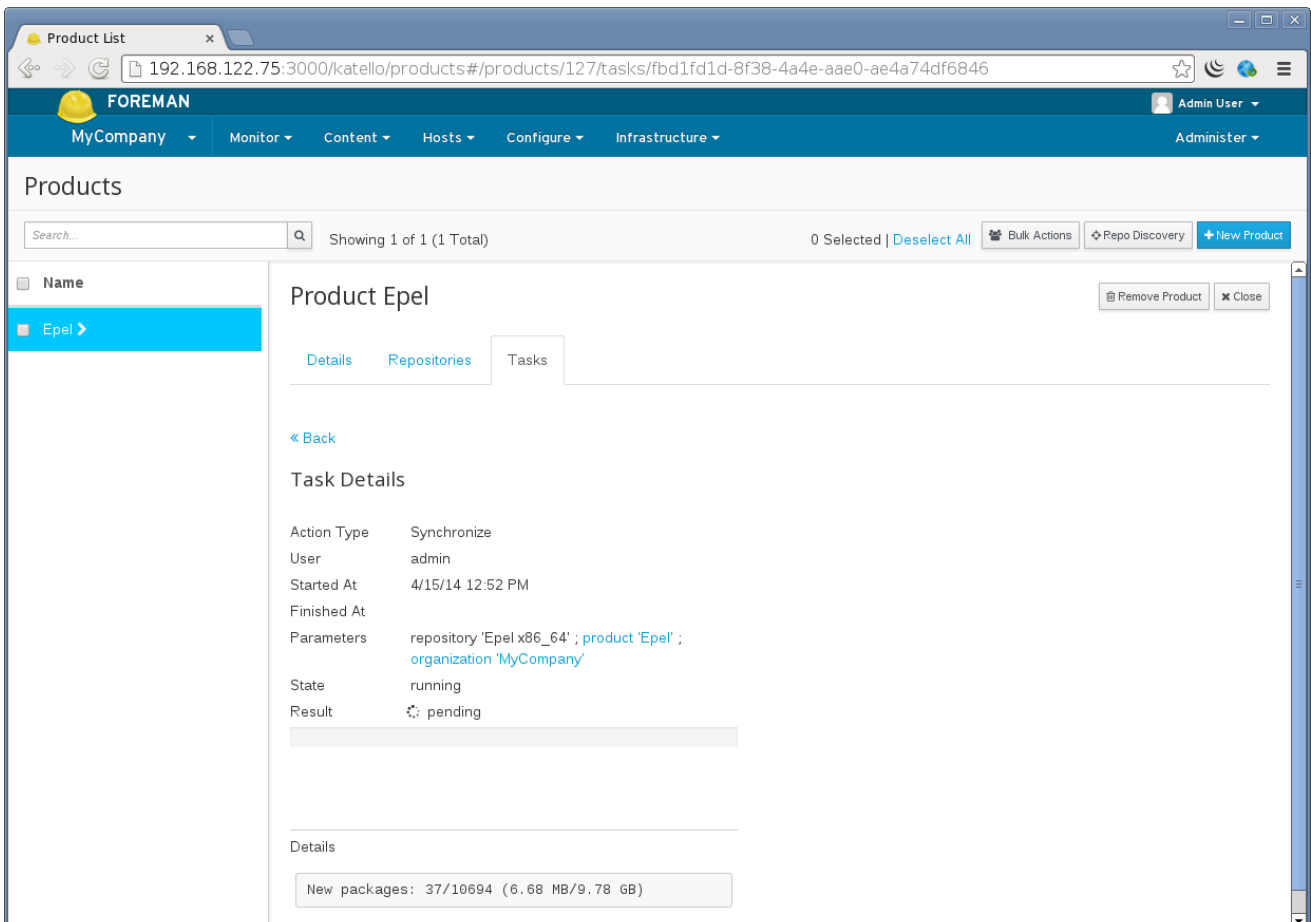 Product List
192.168.122.75:3000/katello/products#/products/127/tasks/fbd1fd1d-8f38-4a4e-aae0-ae4a74df6846
FOREMAN
Admin User
MyCompany Monitor Content Hosts Configure Infrastructure Administer
Products
Search... Showing 1 of 1 (1 Total) 0 Selected | Deselect All Bulk Actions Repo Discovery New Product
Name
Product Epel Remove Product Close
Epel
Details Repositories Tasks
« Back
Task Details
Action Type Synchronize
User admin
Started At 4/15/14 12:52 PM
Finished At
Parameters repository 'Epel x86_64' ; product 'Epel' ;
organization 'MyCompany'
State running
Result pending
Details
New packages: 37/10694 (6.68 MB/9.78 GB)